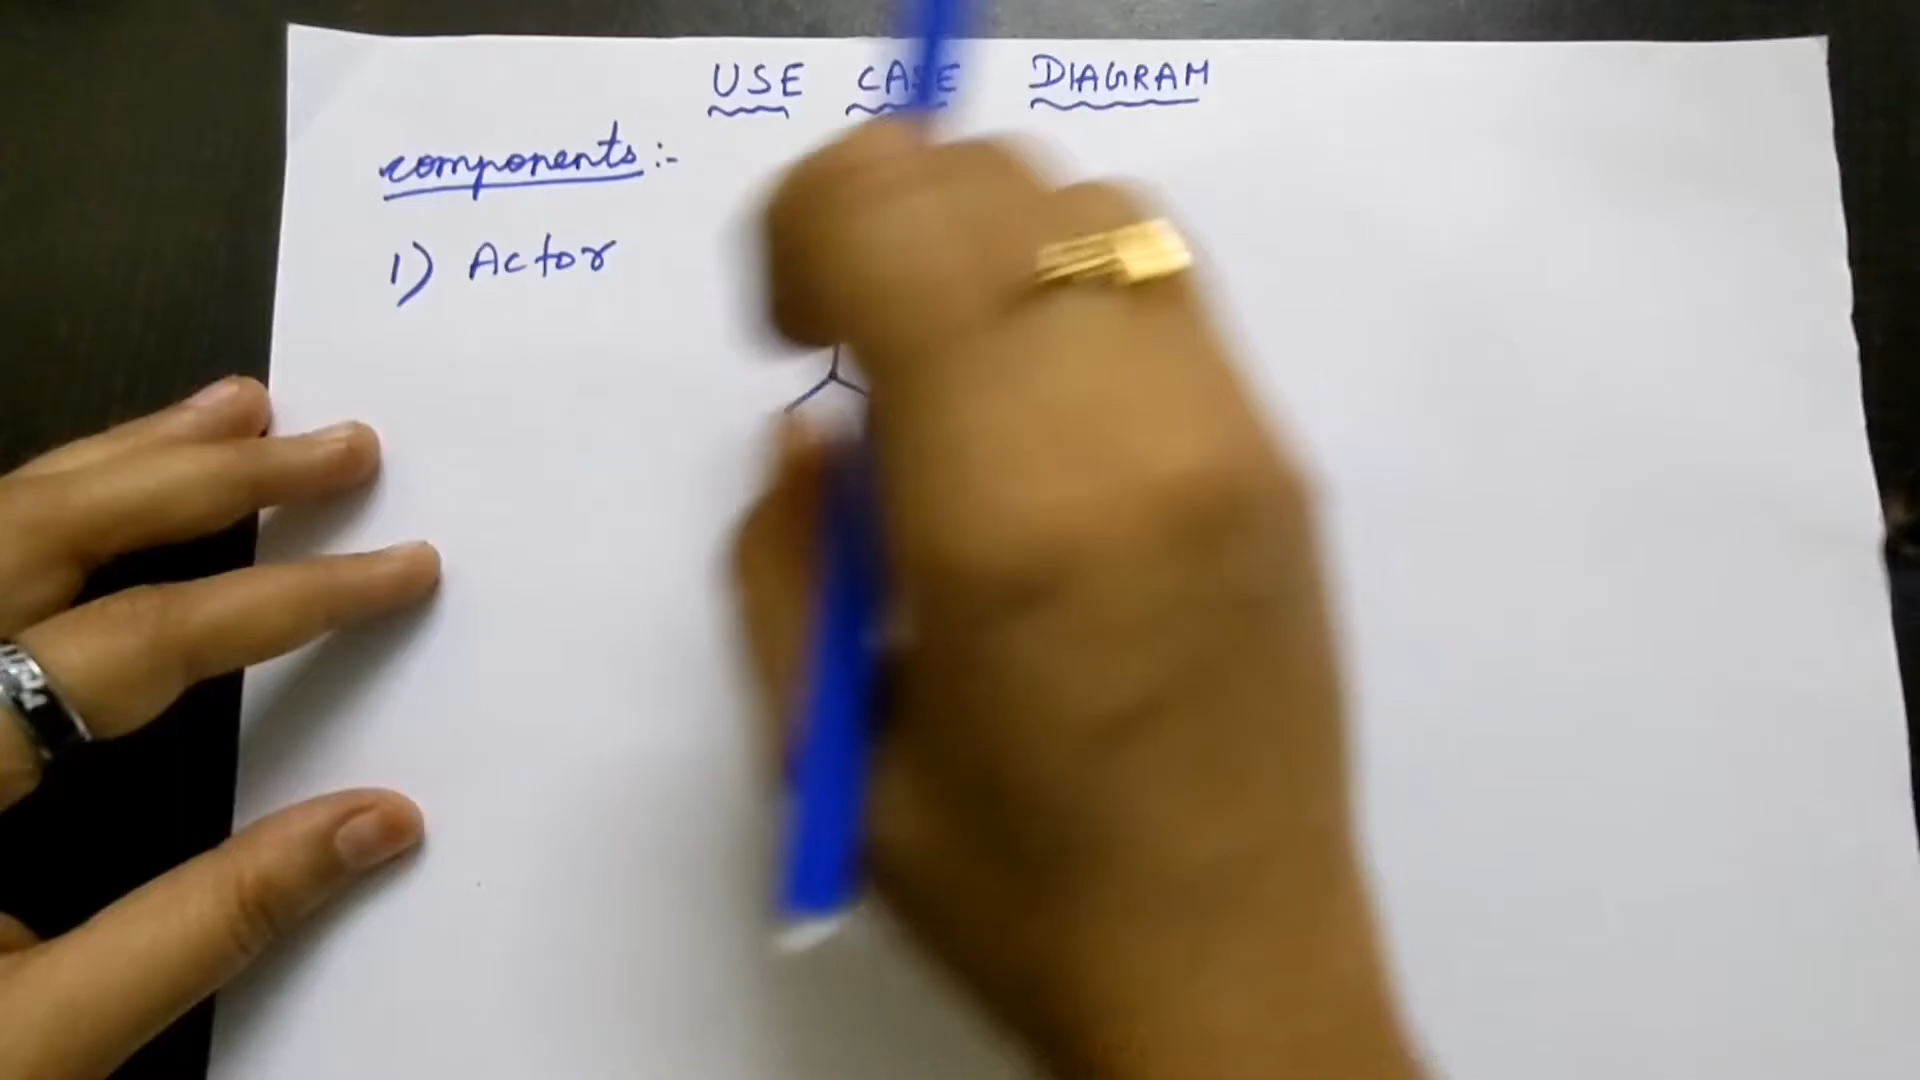 USE CASE DIAGRAM
components :-
1) Actor